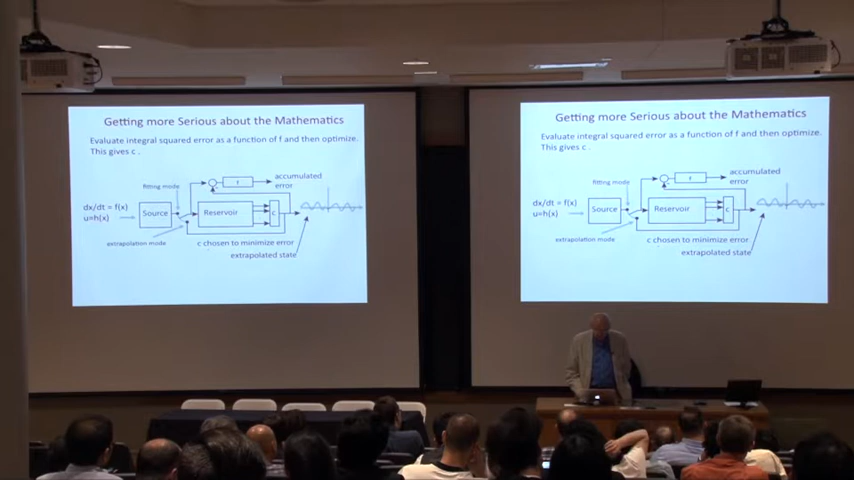 Getting more Serious about the Mathematics
Evaluate integral squared error as a function of f and then optimize.
This gives c .
accumulated
error
fitting mode
f
dx/dt = f(x)
u=h(x)
Source
Reservoir
c
extrapolation mode
c chosen to minimize error
extrapolated state
Getting more Serious about the Mathematics
Evaluate integral squared error as a function of f and then optimize.
This gives c .
accumulated
error
fitting mode
f
dx/dt = f(x)
u=h(x)
Source
Reservoir
c
extrapolation mode
c chosen to minimize error
extrapolated state